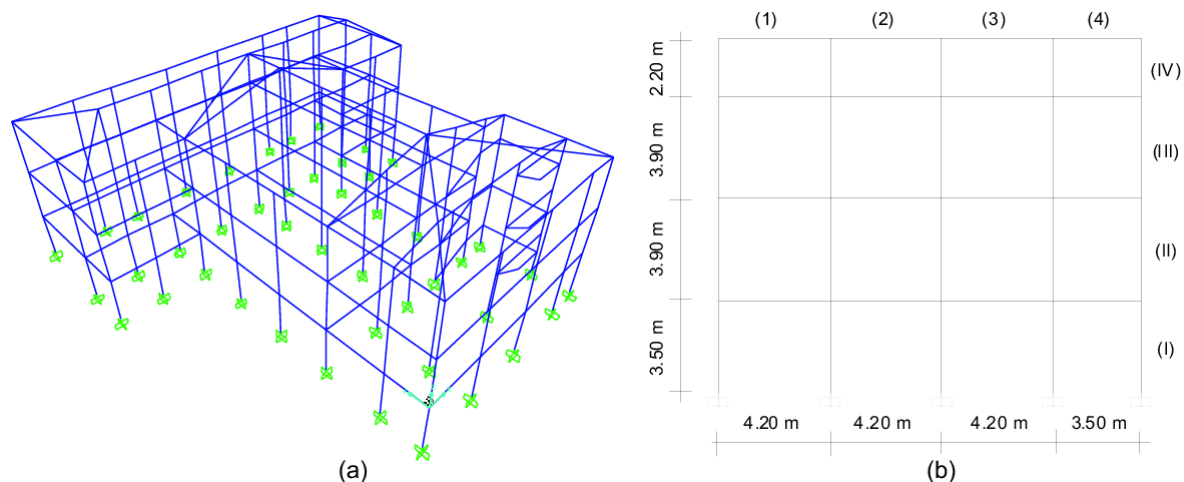 (1) (2) (3) (4)
2.20 m
(IV)
3.90 m
(III)
3.90 m
(II)
3.50 m
(I)
4.20 m 4.20 m 4.20 m 3.50 m
(a) (b)